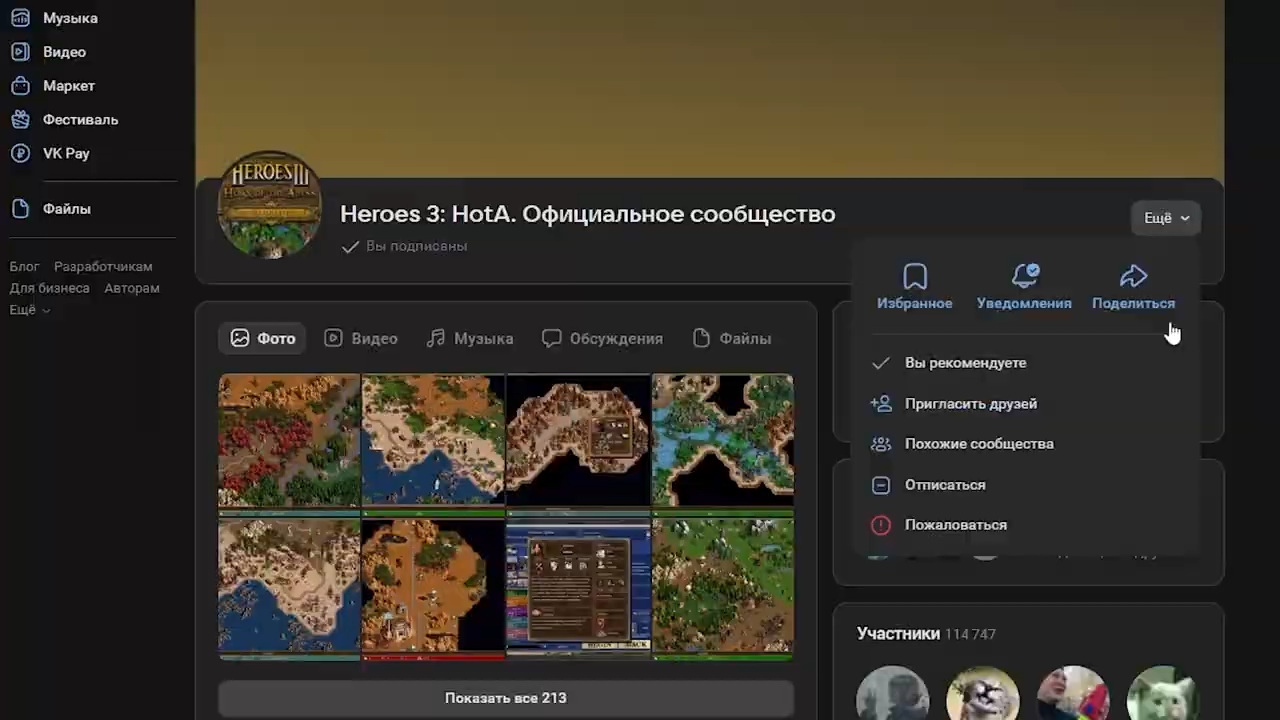 Музыка
Видео
Маркет
Фестиваль
VK Pay
Файлы
Блог Разработчикам
Для бизнеса Авторам
Ещё
HEROES III
Heroes 3: HotA. Официальное сообщество
Вы подписаны
Ещё
Избранное Уведомления Поделиться
Вы рекомендуете
Пригласить друзей
Похожие сообщества
Отписаться
Пожаловаться
Фото Видео Музыка Обсуждения Файлы
Показать все 213
Участники 114 747